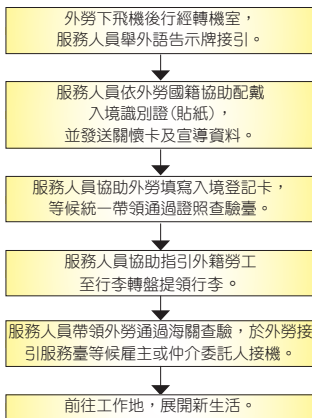 外勞下飛機後行經轉機室，
服務人員舉外語告示牌接引。
服務人員依外勞國籍協助配戴
入境識別證(貼紙)，
並發送關懷卡及宣導資料。
服務人員協助外勞填寫入境登記卡，
等候統一帶領通過證照查驗臺。
服務人員協助指引外籍勞工
至行李轉盤提領行李。
服務人員帶領外勞通過海關查驗，於外勞接
引服務臺等候雇主或仲介委託人接機。
前往工作地，展開新生活。